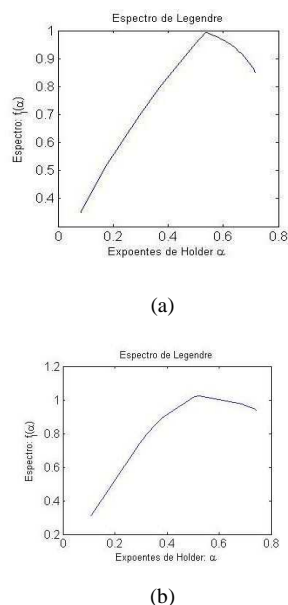 Espectro de Legendre
1
0.9
0.8
0.7
0.6
0.5
0.4
Espectro: f(α)
0 0.2 0.4 0.6 0.8
Expoentes de Holder α
(a)
Espectro de Legendre
1.2
1
0.8
0.6
0.4
0.2
Espectro: f(α)
0 0.2 0.4 0.6 0.8
Expoentes de Holder: α
(b)